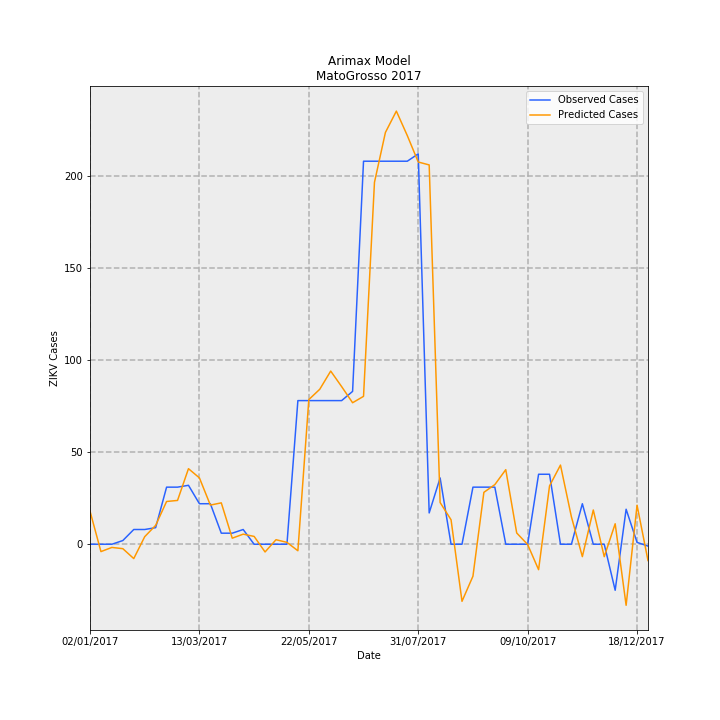 Arimax Model
MatoGrosso 2017
Observed Cases
Predicted Cases
200
150
100
50
0
ZIKV Cases
02/01/2017 13/03/2017 22/05/2017 31/07/2017 09/10/2017 18/12/2017
Date